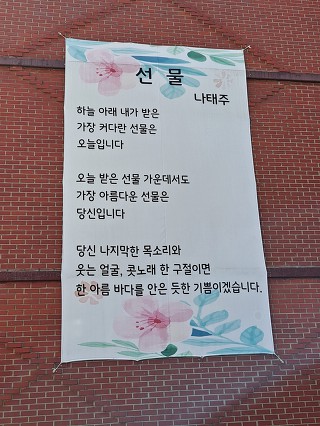 선 물
나태주
하늘 아래 내가 받은
가장 커다란 선물은
오늘입니다
오늘 받은 선물 가운데서도
가장 아름다운 선물은
당신입니다
당신 나지막한 목소리와
웃는 얼굴, 콧노래 한 구절이면
한 아름 바다를 안은 듯한 기쁨이겠습니다.